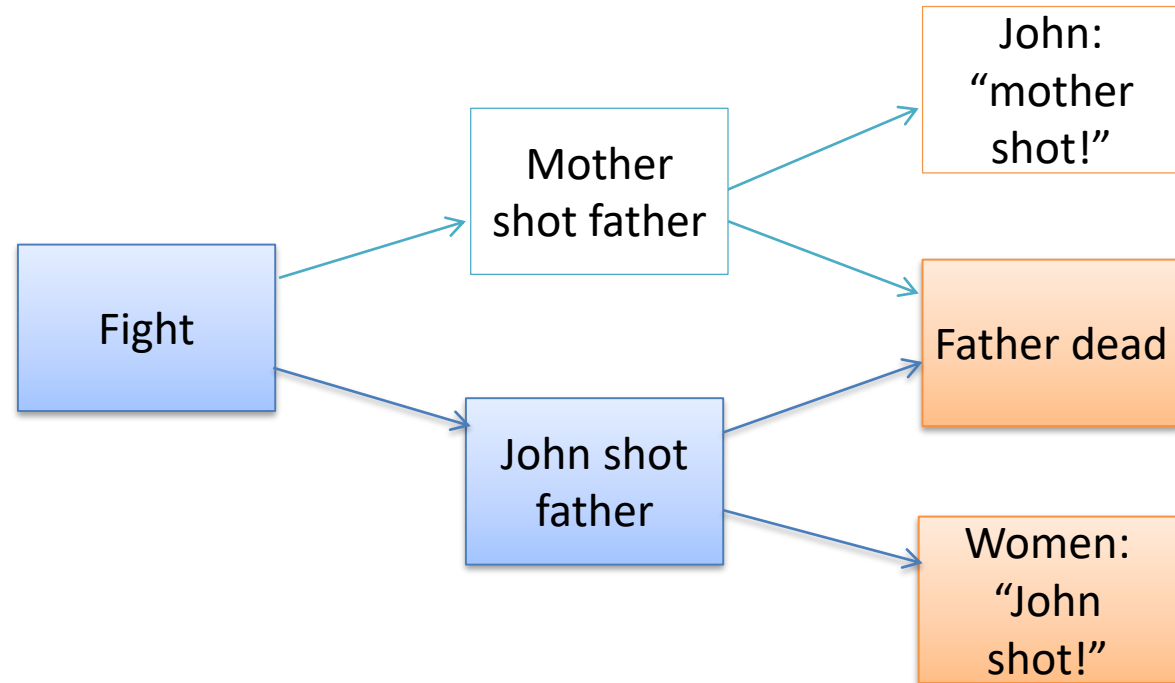 Fight
Mother
shot father
John shot
father
John:
“mother
shot!”
Father dead
Women:
“John
shot!”